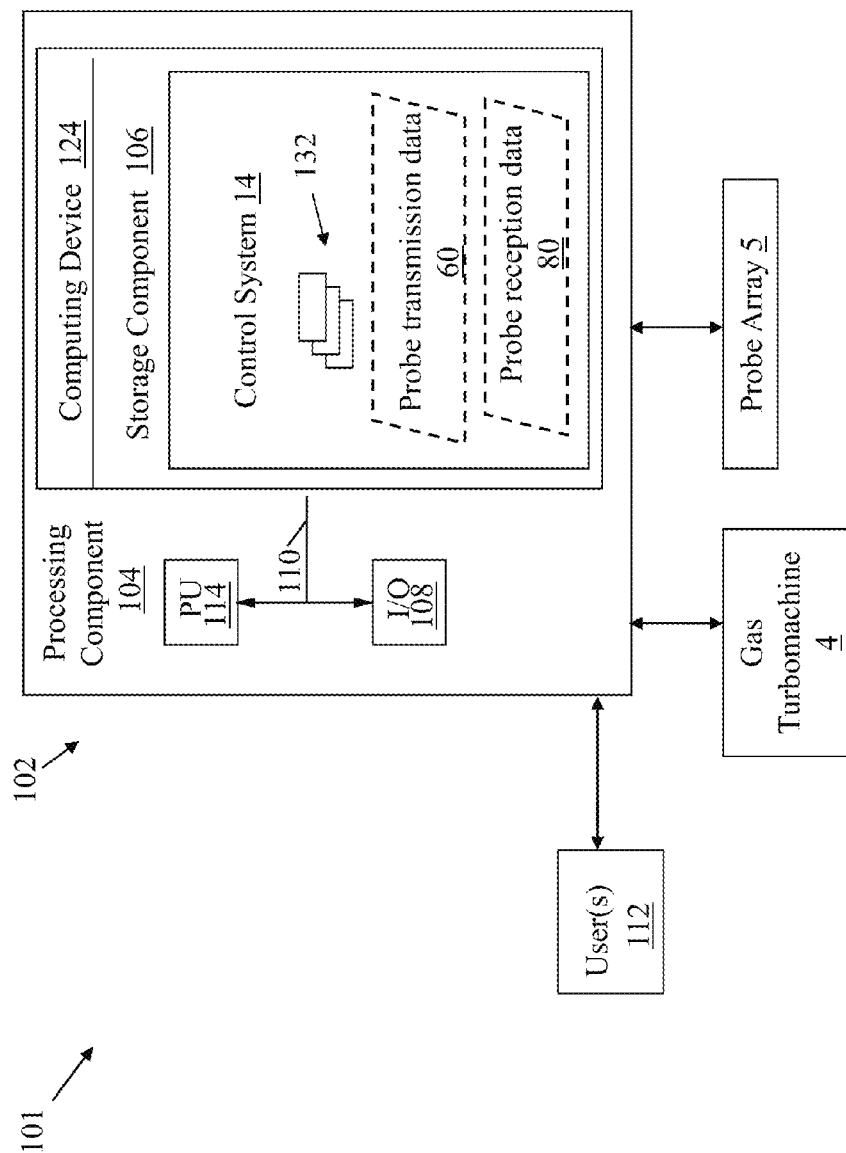 101
102
Processing
Component
104
Computing Device 124
Storage Component 106
PU
114
110
I/O
108
Control System 14
132
Probe transmission data
60
Probe reception data
80
User(s)
112
Gas
Turbomachine
4
Probe Array 5